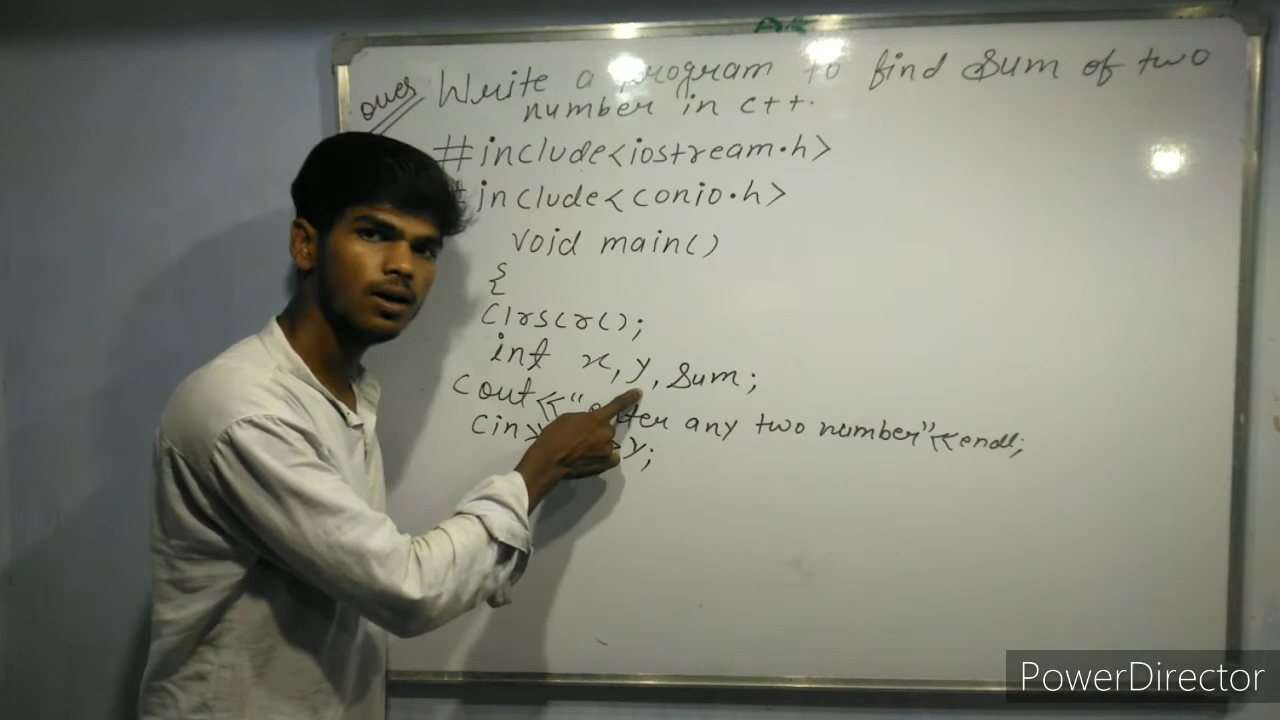 Ques Write a program to find Sum of two
number in c++.
#include<iostream.h>
#include<conio.h>
void main()
{
Clrscr();
int x,y,Sum;
Cout<<"enter any two number"<<endl;
Cin>y;
PowerDirector